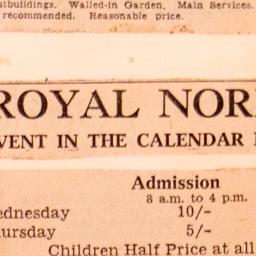 utbuildings. Walled-in Garden, Main Services.
recommended. Reasonable price.
ROYAL NOR
VENT IN THE CALENDAR
Admission
8 a.m. to 4 p.m.
ednesday 10/-
ursday 5/-
Children Half Price at all